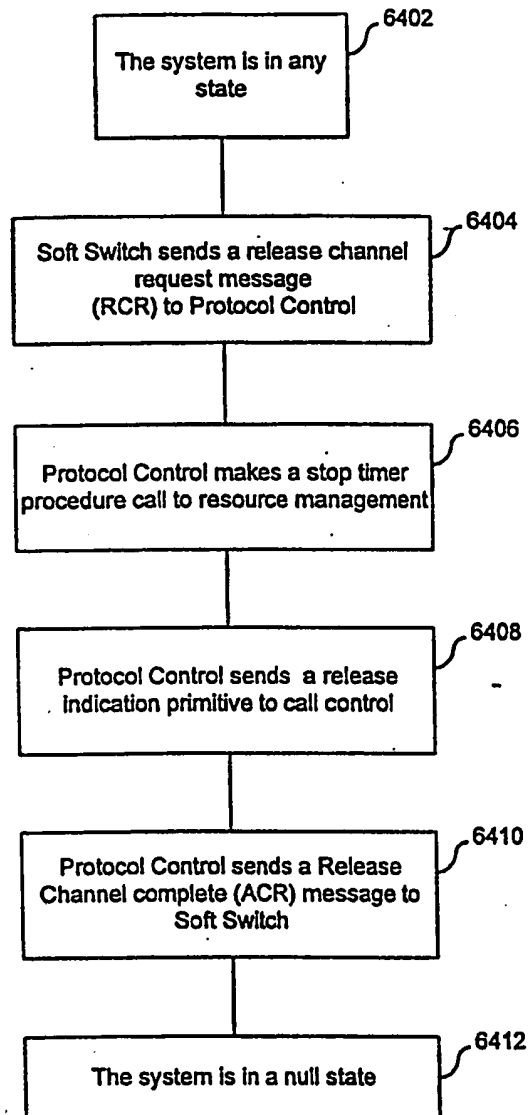 6402
The system is in any
state
6404
Soft Switch sends a release channel
request message
(RCR) to Protocol Control
6406
Protocol Control makes a stop timer
procedure call to resource management
6408
Protocol Control sends a release
indication primitive to call control
6410
Protocol Control sends a Release
Channel complete (ACR) message to
Soft Switch
6412
The system is in a null state